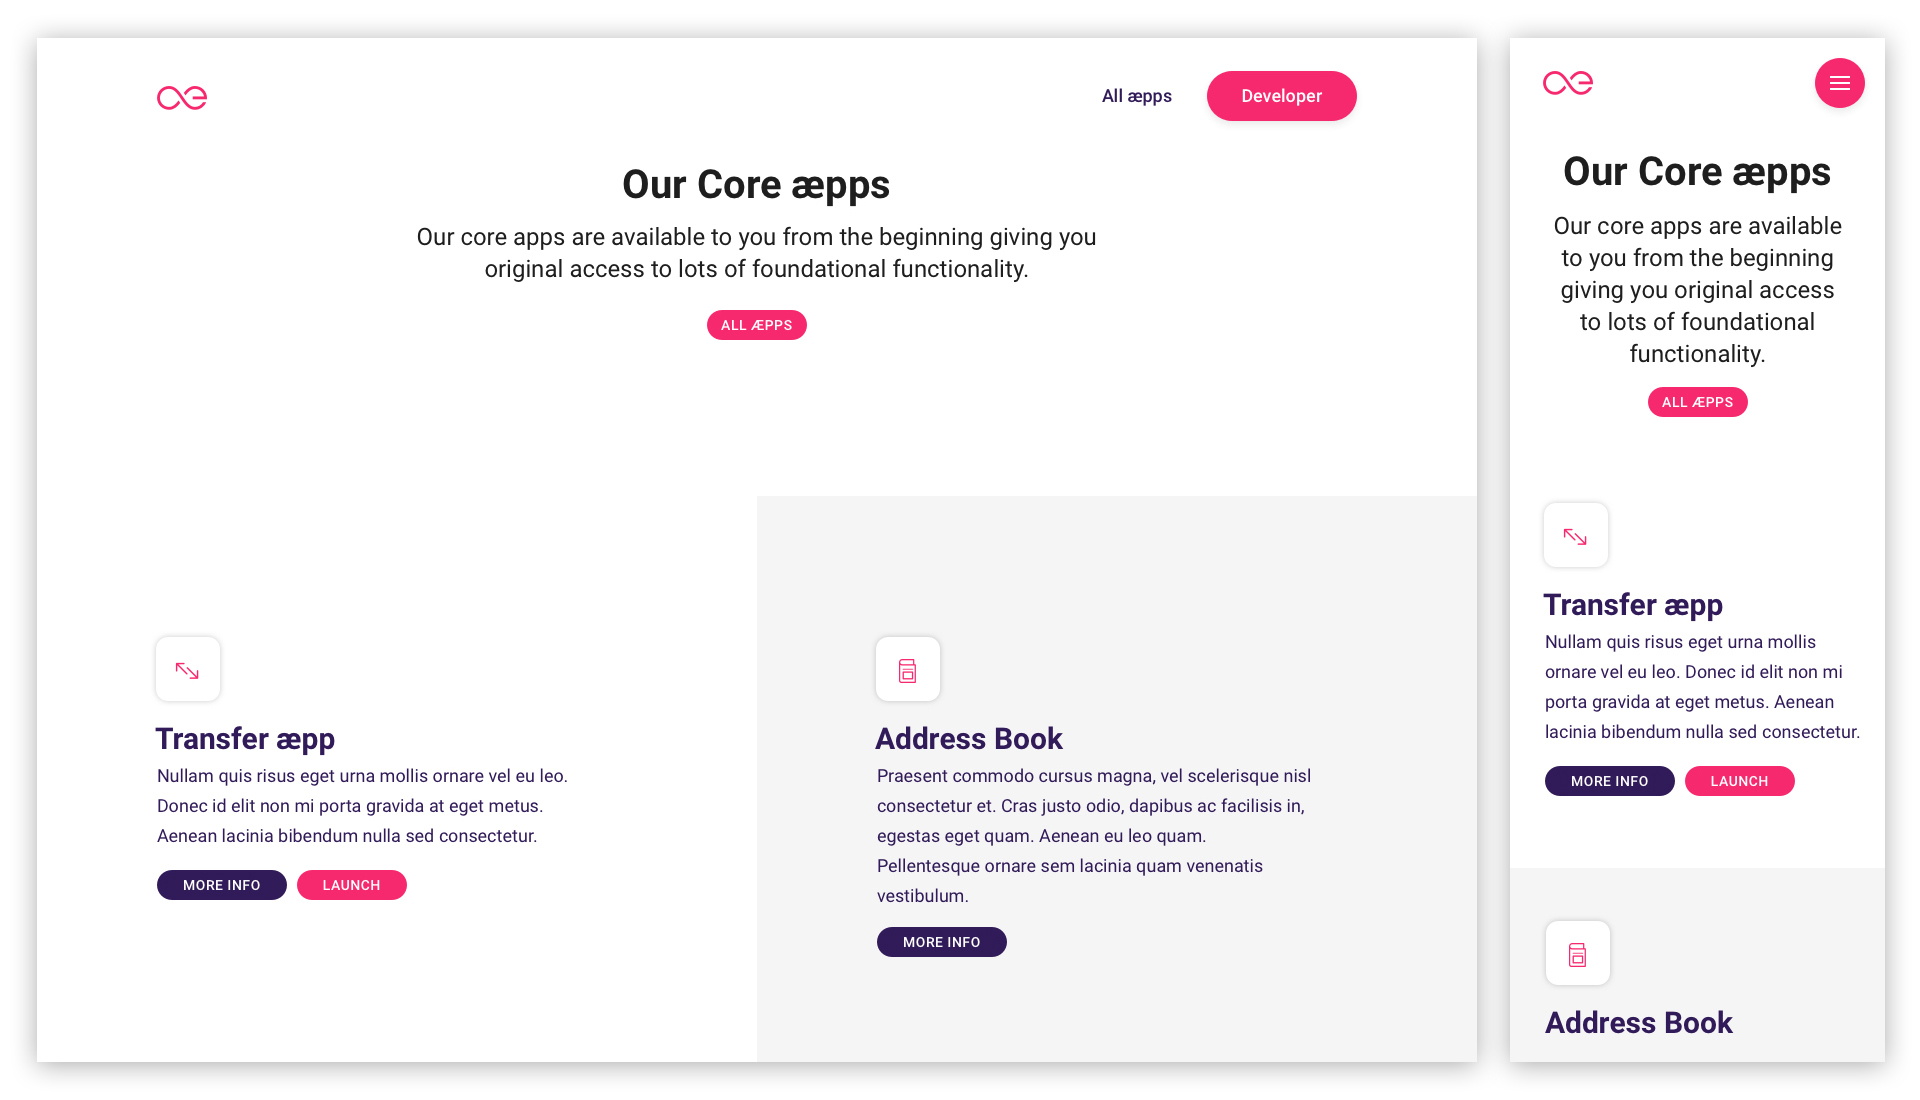 All æpps
Developer
Our Core æpps
Our core apps are available to you from the beginning giving you
original access to lots of foundational functionality.
ALL ÆPPS
Transfer æpp
Nullam quis risus eget urna mollis ornare vel eu leo.
Donec id elit non mi porta gravida at eget metus.
Aenean lacinia bibendum nulla sed consectetur.
MORE INFO
LAUNCH
Address Book
Praesent commodo cursus magna, vel scelerisque nisl
consectetur et. Cras justo odio, dapibus ac facilisis in,
egestas eget quam. Aenean eu leo quam.
Pellentesque ornare sem lacinia quam venenatis
vestibulum.
MORE INFO
Our Core æpps
Our core apps are available
to you from the beginning
giving you original access
to lots of foundational
functionality.
ALL ÆPPS
Transfer æpp
Nullam quis risus eget urna mollis
ornare vel eu leo. Donec id elit non mi
porta gravida at eget metus. Aenean
lacinia bibendum nulla sed consectetur.
MORE INFO
LAUNCH
Address Book